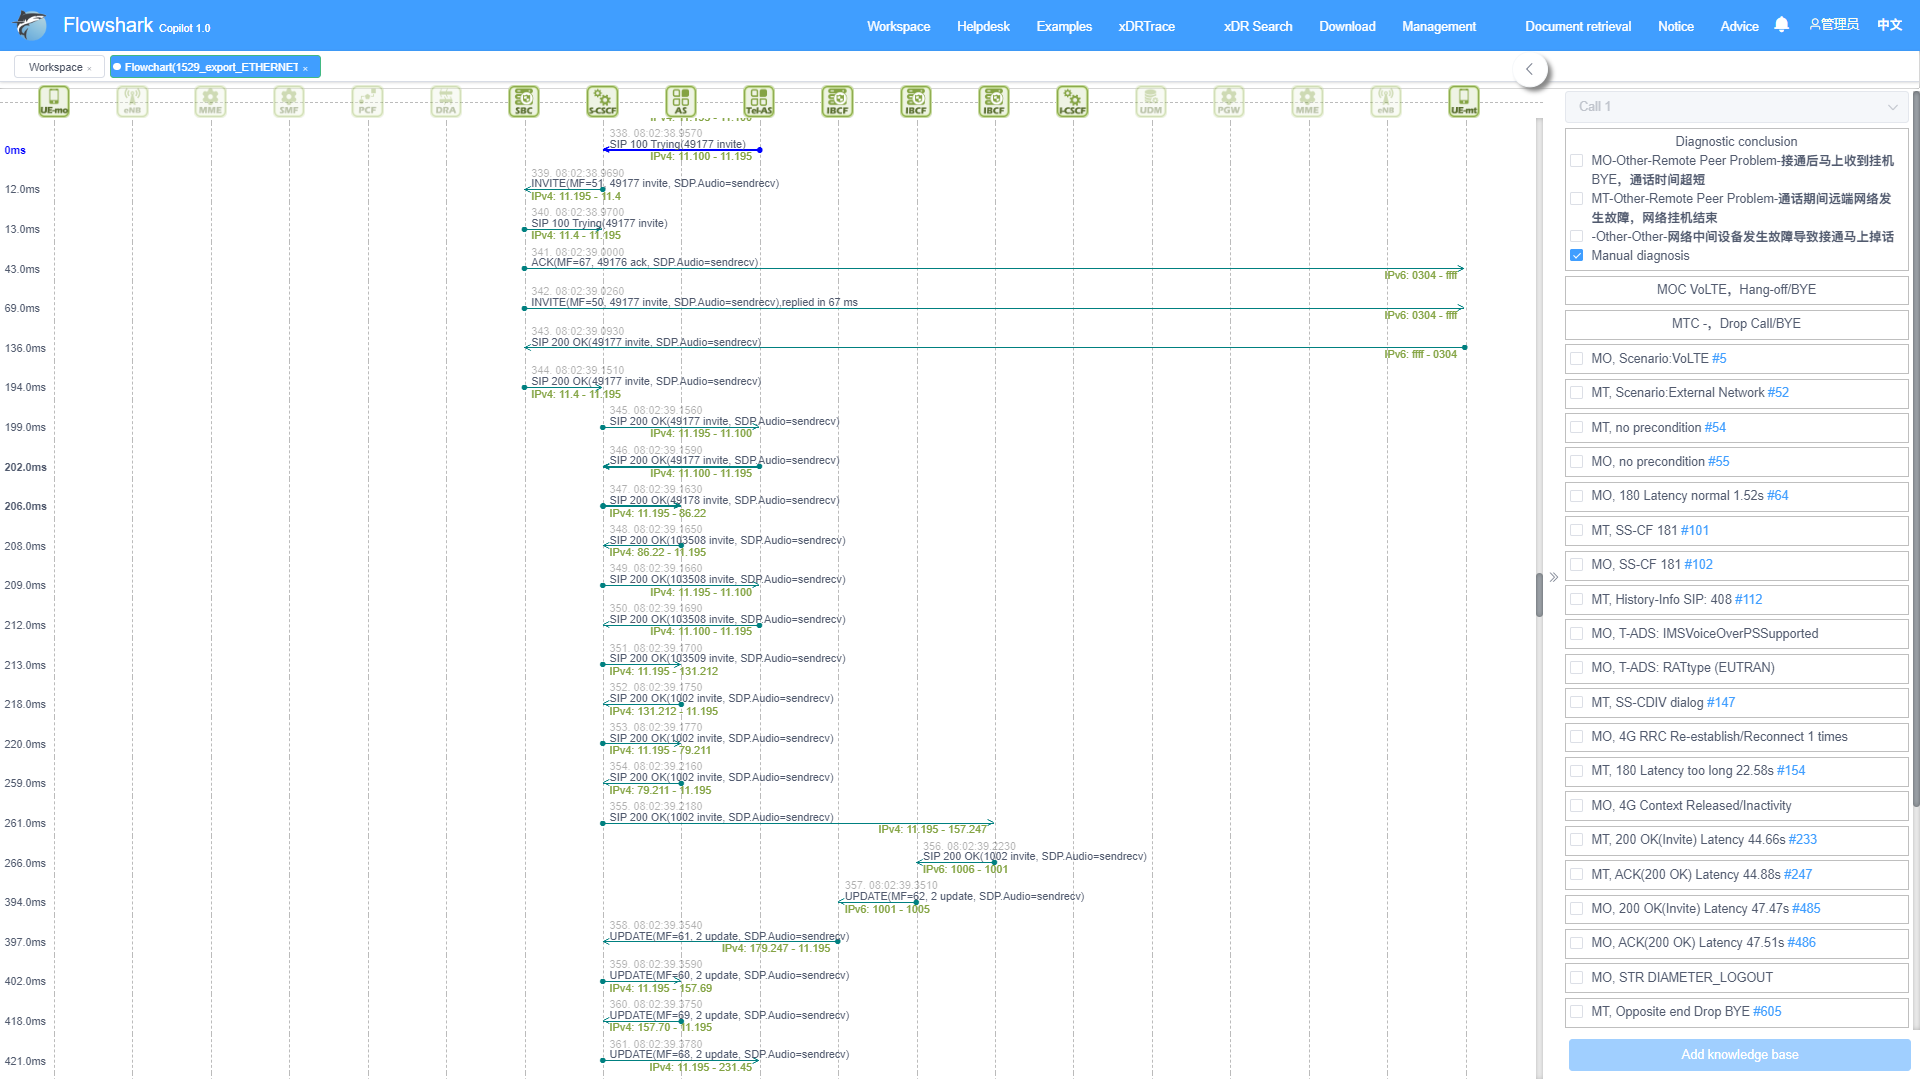 Flowshark Copilot 1.0
Workspace
Helpdesk
Examples
xDRTrace
xDR Search
Download
Management
Document retrieval
Notice
Advice
管理员
中文
Workspace ×
Flowchart(1529_export_ETHERNET ×
UE-mo
eNB
MME
SMF
PCF
DRA
SBC
S-CSCF
AS
Tel-AS
IBCF
IBCF
IBCF
I-CSCF
UDM
PGW
MME
eNB
UE-mt
338. 08:02:38.9570
0ms
SIP 100 Trying(49177 invite)
IPv4: 11.100 - 11.195
339. 08:02:38.9690
12.0ms
INVITE(MF=51, 49177 invite, SDP.Audio=sendrecv)
IPv4: 11.195 - 11.4
340. 08:02:38.9700
13.0ms
SIP 100 Trying(49177 invite)
IPv4: 11.4 - 11.195
341. 08:02:39.0000
43.0ms
ACK(MF=67, 49176 ack, SDP.Audio=sendrecv)
IPv6: 0304 - ffff
342. 08:02:39.0260
69.0ms
INVITE(MF=50, 49177 invite, SDP.Audio=sendrecv),replied in 67 ms
IPv6: 0304 - ffff
343. 08:02:39.0930
136.0ms
SIP 200 OK(49177 invite, SDP.Audio=sendrecv)
IPv6: ffff - 0304
344. 08:02:39.1510
194.0ms
SIP 200 OK(49177 invite, SDP.Audio=sendrecv)
IPv4: 11.4 - 11.195
345. 08:02:39.1560
199.0ms
SIP 200 OK(49177 invite, SDP.Audio=sendrecv)
IPv4: 11.195 - 11.100
346. 08:02:39.1590
202.0ms
SIP 200 OK(49177 invite, SDP.Audio=sendrecv)
IPv4: 11.100 - 11.195
347. 08:02:39.1630
206.0ms
SIP 200 OK(49178 invite, SDP.Audio=sendrecv)
IPv4: 11.195 - 86.22
348. 08:02:39.1650
208.0ms
SIP 200 OK(103508 invite, SDP.Audio=sendrecv)
IPv4: 86.22 - 11.195
349. 08:02:39.1660
209.0ms
SIP 200 OK(103508 invite, SDP.Audio=sendrecv)
IPv4: 11.195 - 11.100
350. 08:02:39.1690
212.0ms
SIP 200 OK(103508 invite, SDP.Audio=sendrecv)
IPv4: 11.100 - 11.195
351. 08:02:39.1700
213.0ms
SIP 200 OK(103509 invite, SDP.Audio=sendrecv)
IPv4: 11.195 - 131.212
352. 08:02:39.1750
218.0ms
SIP 200 OK(1002 invite, SDP.Audio=sendrecv)
IPv4: 131.212 - 11.195
353. 08:02:39.1770
220.0ms
SIP 200 OK(1002 invite, SDP.Audio=sendrecv)
IPv4: 11.195 - 79.211
354. 08:02:39.2160
259.0ms
SIP 200 OK(1002 invite, SDP.Audio=sendrecv)
IPv4: 79.211 - 11.195
355. 08:02:39.2180
261.0ms
SIP 200 OK(1002 invite, SDP.Audio=sendrecv)
IPv4: 11.195 - 157.247
356. 08:02:39.2230
266.0ms
SIP 200 OK(1002 invite, SDP.Audio=sendrecv)
IPv6: 1006 - 1001
357. 08:02:39.3510
394.0ms
UPDATE(MF=62, 2 update, SDP.Audio=sendrecv)
IPv6: 1001 - 1005
358. 08:02:39.3540
397.0ms
UPDATE(MF=61, 2 update, SDP.Audio=sendrecv)
IPv4: 179.247 - 11.195
359. 08:02:39.3590
402.0ms
UPDATE(MF=60, 2 update, SDP.Audio=sendrecv)
IPv4: 11.195 - 157.69
360. 08:02:39.3750
418.0ms
UPDATE(MF=69, 2 update, SDP.Audio=sendrecv)
IPv4: 157.70 - 11.195
361. 08:02:39.3780
421.0ms
UPDATE(MF=68, 2 update, SDP.Audio=sendrecv)
IPv4: 11.195 - 231.45
Call 1
Diagnostic conclusion
MO-Other-Remote Peer Problem-接通后马上收到挂机
BYE，通话时间超短
MT-Other-Remote Peer Problem-通话期间远端网络发
生故障，网络挂机结束
-Other-Other-网络中间设备发生故障导致接通马上掉话
Manual diagnosis
MOC VoLTE，Hang-off/BYE
MTC -，Drop Call/BYE
MO, Scenario:VoLTE #5
MT, Scenario:External Network #52
MT, no precondition #54
MO, no precondition #55
MO, 180 Latency normal 1.52s #64
MT, SS-CF 181 #101
MO, SS-CF 181 #102
MT, History-Info SIP: 408 #112
MO, T-ADS: IMSVoiceOverPSSupported
MO, T-ADS: RATtype (EUTRAN)
MT, SS-CDIV dialog #147
MO, 4G RRC Re-establish/Reconnect 1 times
MT, 180 Latency too long 22.58s #154
MO, 4G Context Released/Inactivity
MT, 200 OK(Invite) Latency 44.66s #233
MT, ACK(200 OK) Latency 44.88s #247
MO, 200 OK(Invite) Latency 47.47s #485
MO, ACK(200 OK) Latency 47.51s #486
MO, STR DIAMETER_LOGOUT
MT, Opposite end Drop BYE #605
Add knowledge base